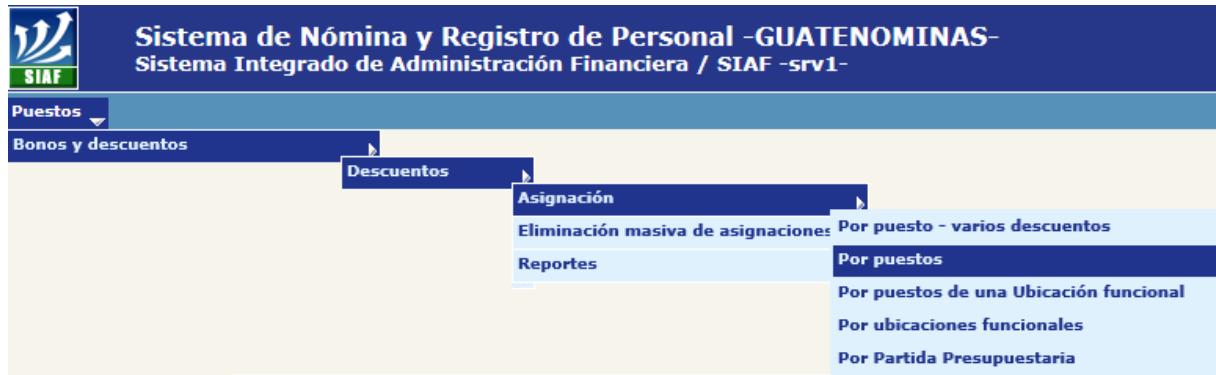 Sistema de Nómina y Registro de Personal -GUATENOMINAS-
SIAF
Sistema Integrado de Administración Financiera / SIAF -srv1-
Puestos
Bonos y descuentos
Descuentos
Asignación
Eliminación masiva de asignaciones
Reportes
Por puesto - varios descuentos
Por puestos
Por puestos de una Ubicación funcional
Por ubicaciones funcionales
Por Partida Presupuestaria